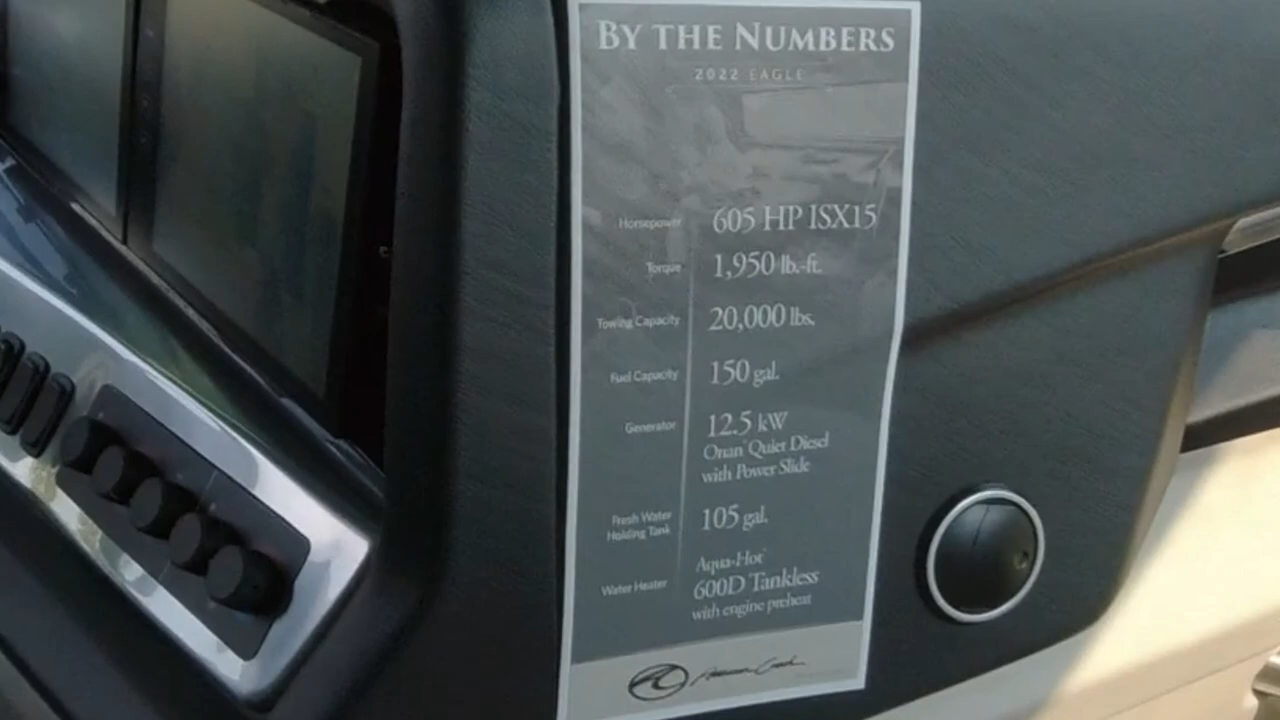 BY THE NUMBERS
2022 EAGLE
Horsepower 605 HP ISX15
Torque 1,950 lb.-ft.
Towing Capacity 20,000 lbs.
Fuel Capacity 150 gal.
Generator 12.5 kW
Onan Quiet Diesel
with Power Slide
Fresh Water
Holding Tank 105 gal.
Aqua-Hot
Water Heater 600D Tankless
with engine preheat
American Coach